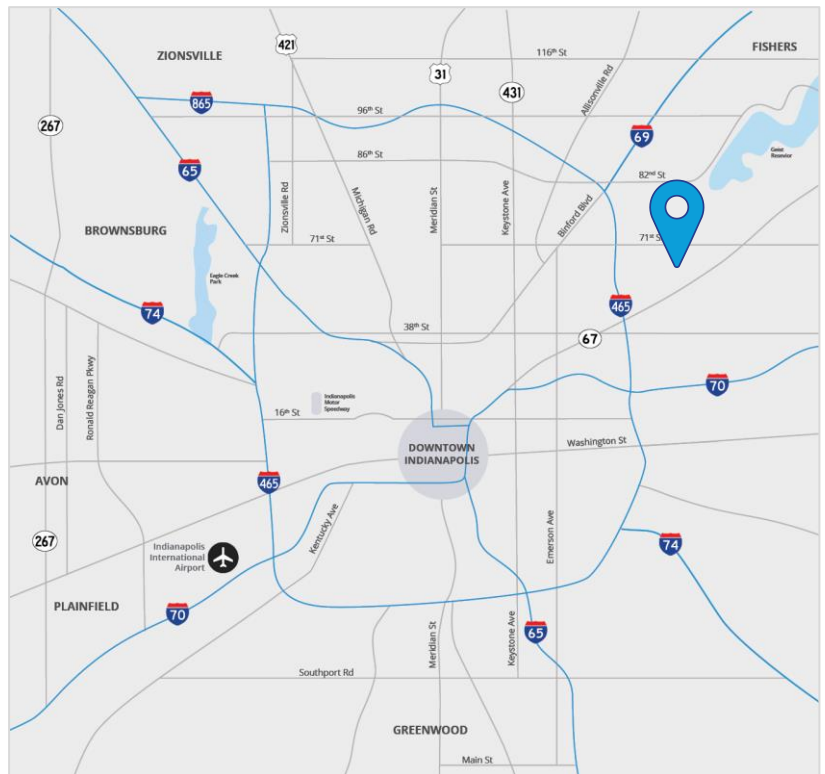 ZIONSVILLE
421
116th St
FISHERS
31
431
Allisonville Rd
865
96th St
267
69
Geist
Reservoir
86th St
82nd St
65
Zionsville Rd
Michigan Rd
Meridian St
Keystone Ave
Binford Blvd
BROWNSBURG
71st St
71st St
Eagle Creek
Park
74
465
38th St
67
Dan Jones Rd
Ronald Reagan Pkwy
70
Indianapolis
Motor
Speedway
16th St
DOWNTOWN
INDIANAPOLIS
Washington St
AVON
465
Kentucky Ave
Emerson Ave
267
Indianapolis
International
Airport
74
PLAINFIELD
70
Meridian St
Keystone Ave
65
Southport Rd
GREENWOOD
Main St